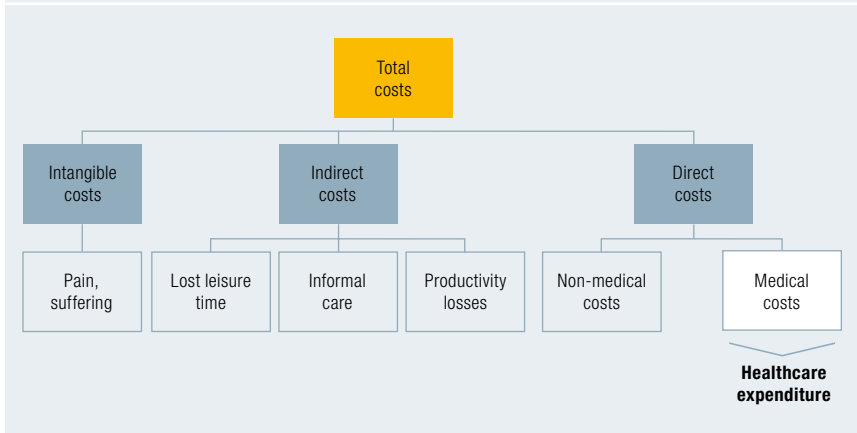 Total
costs
Intangible
costs
Indirect
costs
Direct
costs
Pain,
suffering
Lost leisure
time
Informal
care
Productivity
losses
Non-medical
costs
Medical
costs
Healthcare
expenditure